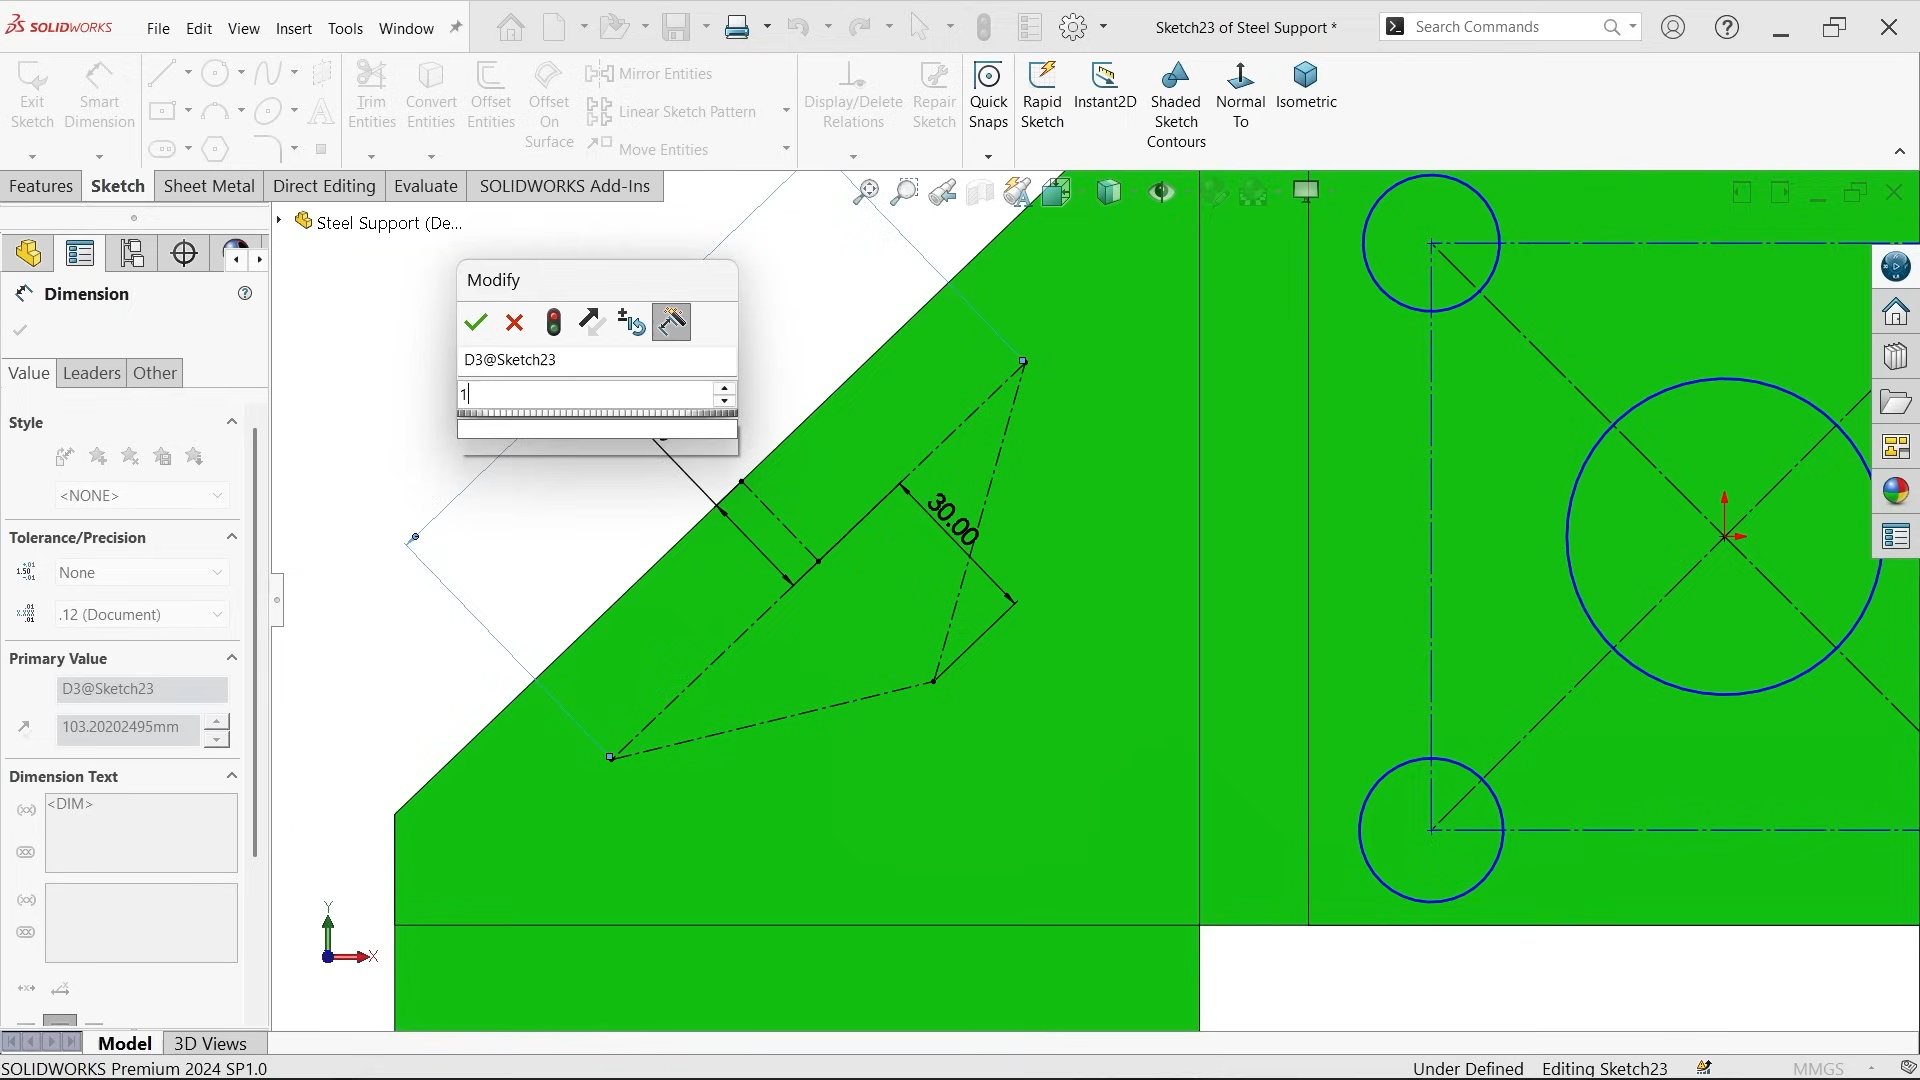 SOLIDWORKS
File Edit View Insert Tools Window
Sketch23 of Steel Support *
Search Commands
Exit Sketch
Smart Dimension
Trim Entities
Convert Entities
Offset Entities
Offset On Surface
Mirror Entities
Linear Sketch Pattern
Move Entities
Display/Delete Relations
Repair Sketch
Quick Snaps
Rapid Sketch
Instant2D
Shaded Sketch Contours
Normal To
Isometric
Features Sketch Sheet Metal Direct Editing Evaluate SOLIDWORKS Add-Ins
Steel Support (De...
Dimension
Value Leaders Other
Style
<NONE>
Tolerance/Precision
None
.12 (Document)
Primary Value
D3@Sketch23
103.20202495mm
Dimension Text
<DIM>
Modify
D3@Sketch23
1
30.00
Y
X
Model 3D Views
SOLIDWORKS Premium 2024 SP1.0
Under Defined Editing Sketch23 MMGS